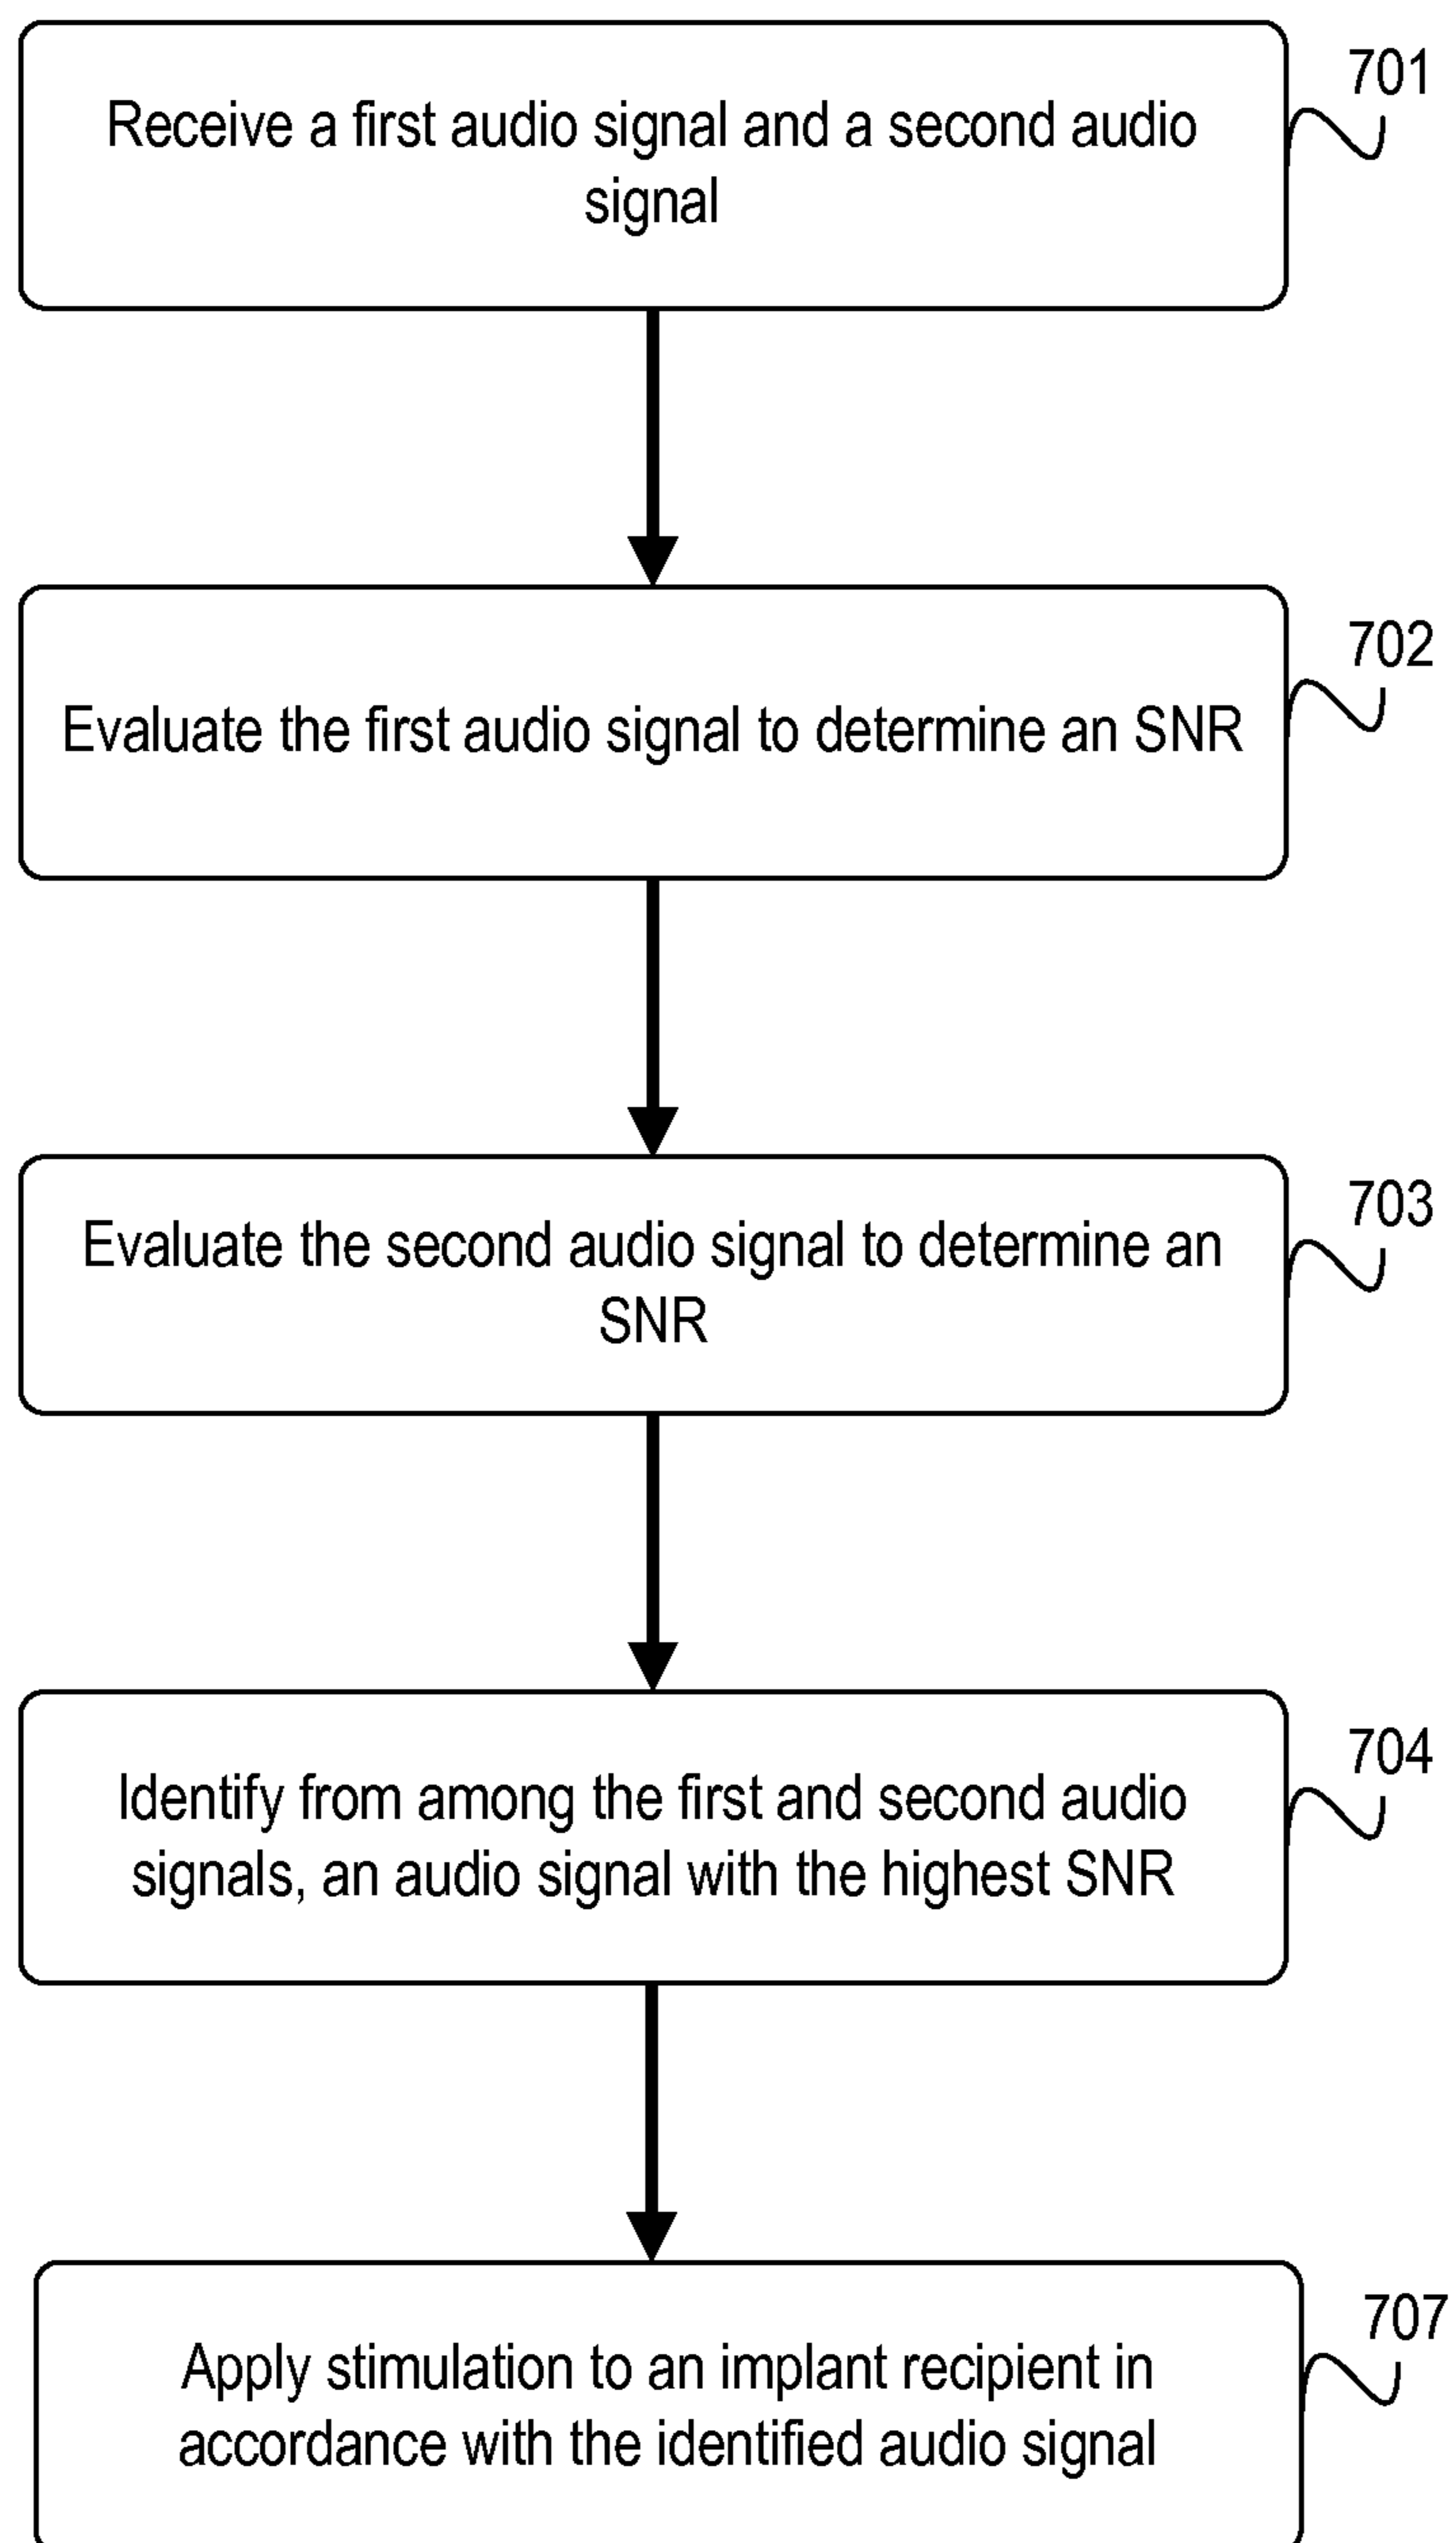 701
Receive a first audio signal and a second audio
signal
702
Evaluate the first audio signal to determine an SNR
703
Evaluate the second audio signal to determine an
SNR
704
Identify from among the first and second audio
signals, an audio signal with the highest SNR
707
Apply stimulation to an implant recipient in
accordance with the identified audio signal